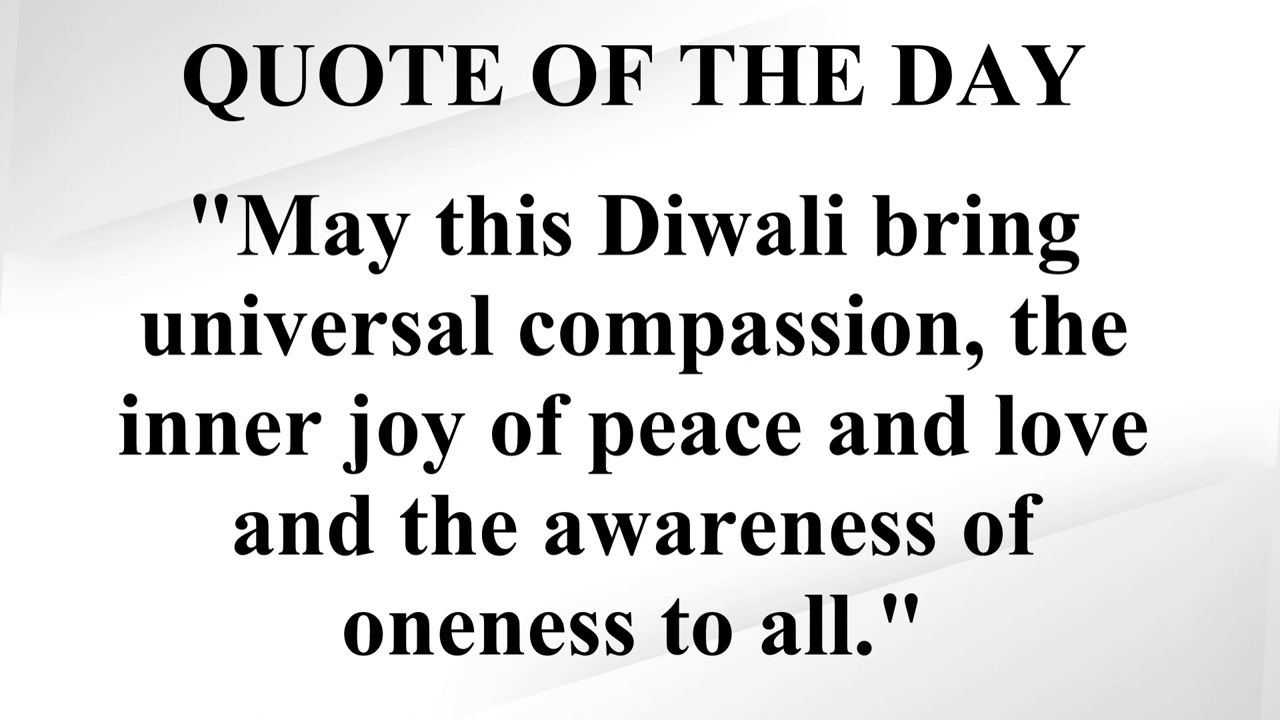 QUOTE OF THE DAY
"May this Diwali bring
universal compassion, the
inner joy of peace and love
and the awareness of
oneness to all."